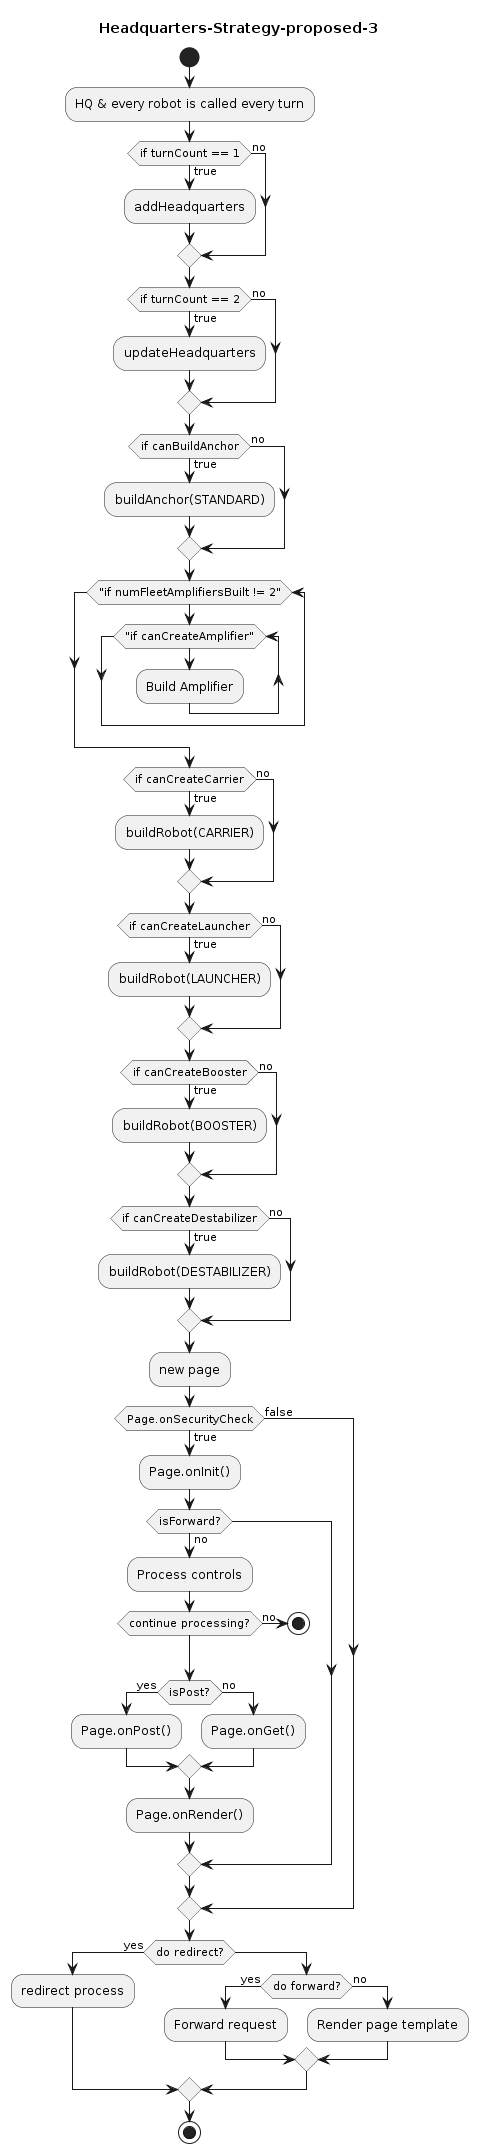 Headquarters-Strategy-proposed-3
HQ & every robot is called every turn
if turnCount == 1
no
true
addHeadquarters
if turnCount == 2
no
true
updateHeadquarters
if canBuildAnchor
no
true
buildAnchor(STANDARD)
"if numFleetAmplifiersBuilt != 2"
"if canCreateAmplifier"
Build Amplifier
if canCreateCarrier
no
true
buildRobot(CARRIER)
if canCreateLauncher
no
true
buildRobot(LAUNCHER)
if canCreateBooster
no
true
buildRobot(BOOSTER)
if canCreateDestabilizer
no
true
buildRobot(DESTABILIZER)
new page
Page.onSecurityCheck
false
true
Page.onInit()
isForward?
no
Process controls
continue processing?
no
yes
isPost?
no
Page.onPost()
Page.onGet()
Page.onRender()
yes
do redirect?
redirect process
yes
do forward?
no
Forward request
Render page template